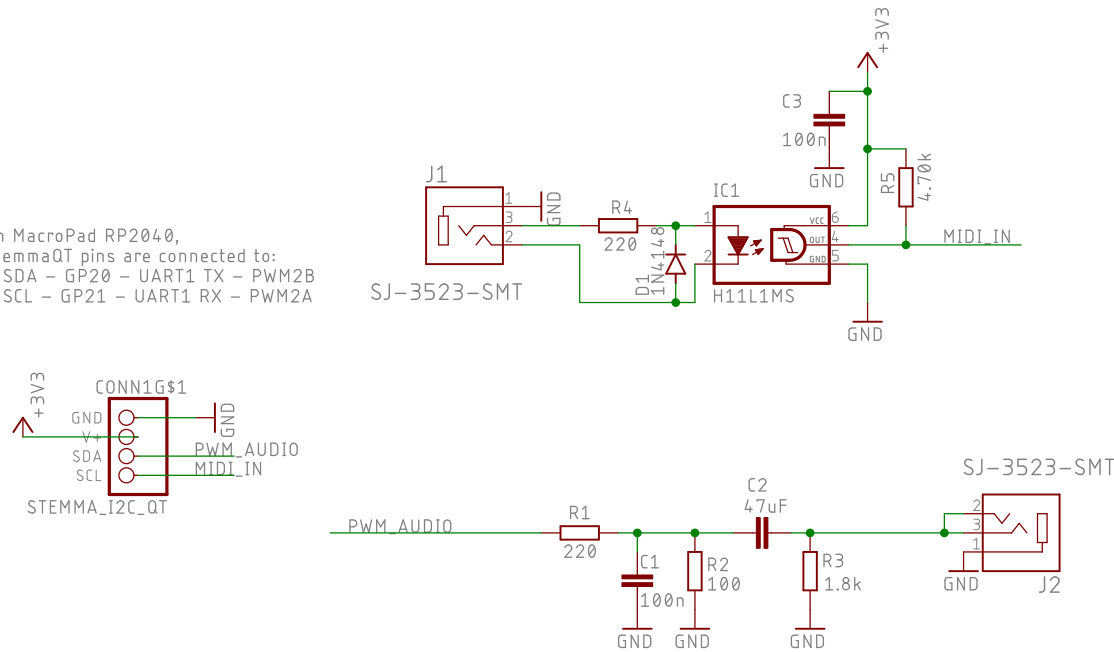 +3V3
C3
100n
GND
R5
4.70k
J1
1
3
2
GND
R4
220
D1
1N4148
IC1
1
2
VCC
OUT
GND
6
4
5
H11L1MS
MIDI_IN
GND
SJ-3523-SMT
n MacroPad RP2040,
emmaQT pins are connected to:
SDA - GP20 - UART1 TX - PWM2B
SCL - GP21 - UART1 RX - PWM2A
+3V3
CONN1G$1
GND
V+
SDA
SCL
GND
PWM_AUDIO
MIDI_IN
STEMMA_I2C_QT
PWM_AUDIO
R1
220
C1
100n
GND
R2
100
GND
C2
47uF
R3
1.8k
GND
SJ-3523-SMT
2
3
1
GND
J2